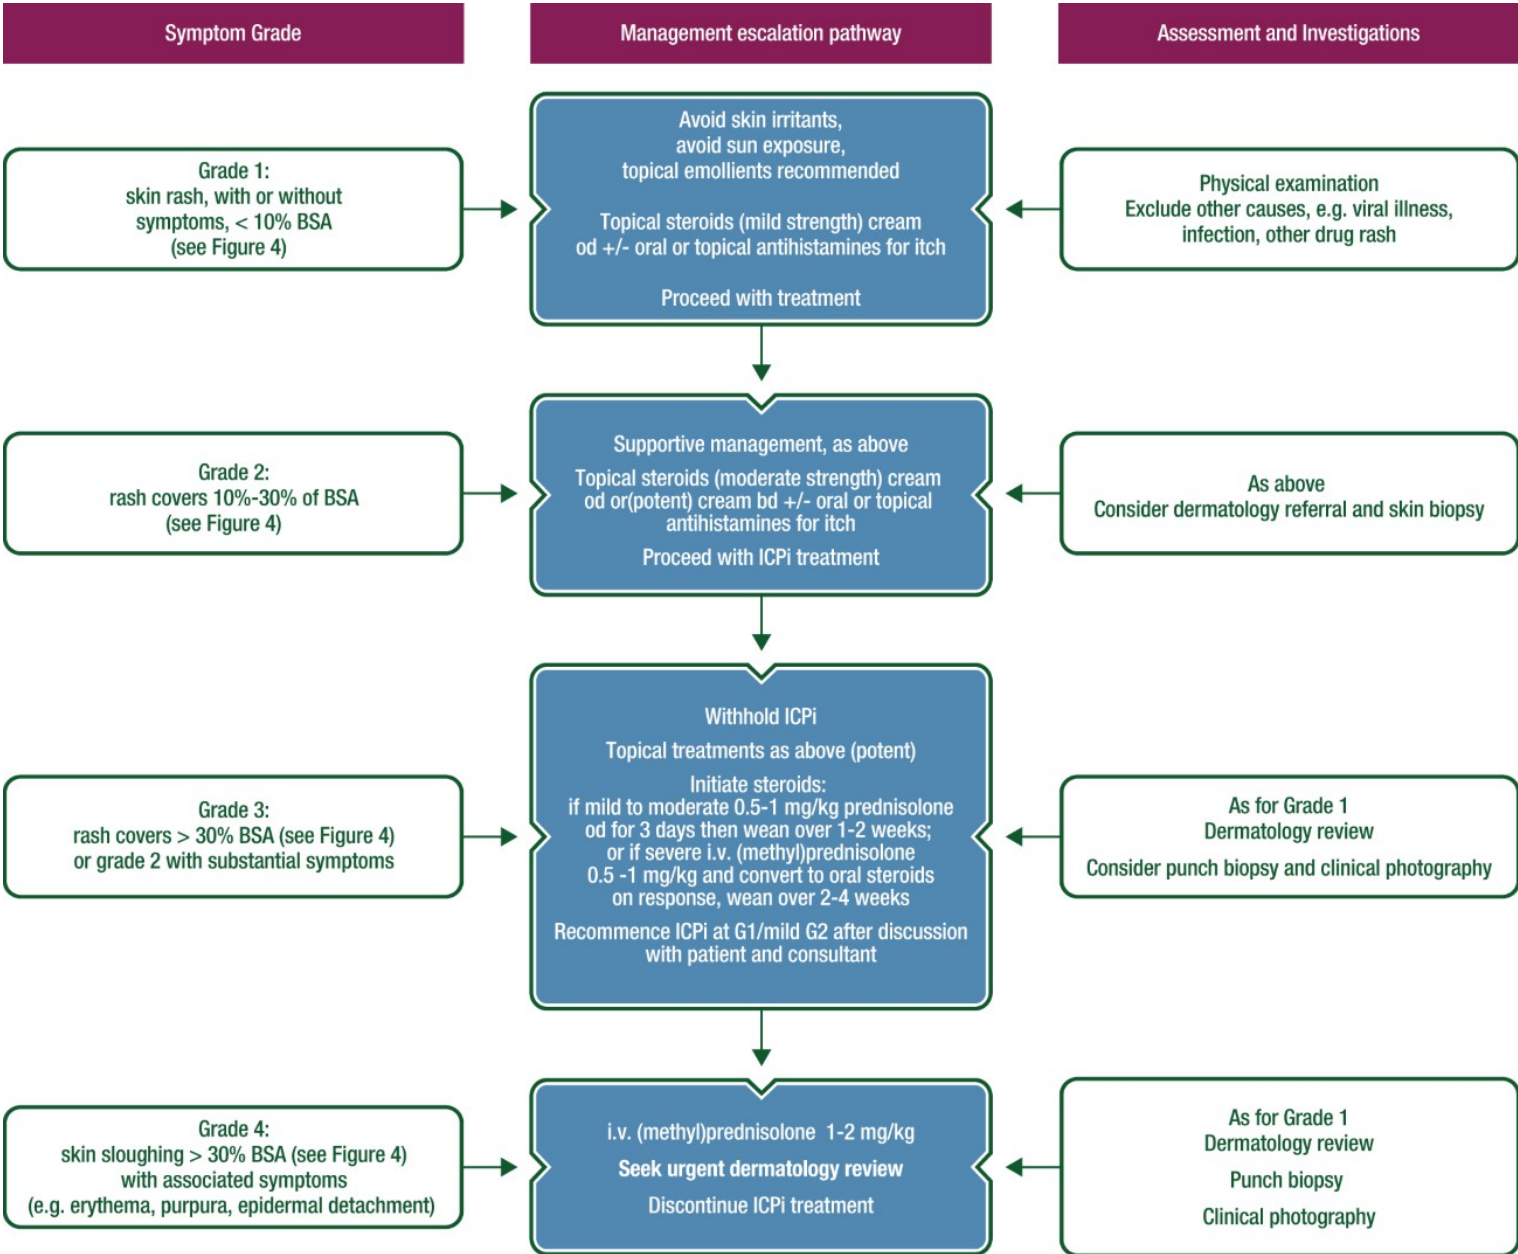 Symptom Grade
Management escalation pathway
Assessment and Investigations
Grade 1:
skin rash, with or without
symptoms, < 10% BSA
(see Figure 4)
Avoid skin irritants,
avoid sun exposure,
topical emollients recommended
Topical steroids (mild strength) cream
od +/- oral or topical antihistamines for itch
Proceed with treatment
Physical examination
Exclude other causes, e.g. viral illness,
infection, other drug rash
Grade 2:
rash covers 10%-30% of BSA
(see Figure 4)
Supportive management, as above
Topical steroids (moderate strength) cream
od or(potent) cream bd +/- oral or topical
antihistamines for itch
Proceed with ICPi treatment
As above
Consider dermatology referral and skin biopsy
Grade 3:
rash covers > 30% BSA (see Figure 4)
or grade 2 with substantial symptoms
Withhold ICPi
Topical treatments as above (potent)
Initiate steroids:
if mild to moderate 0.5-1 mg/kg prednisolone
od for 3 days then wean over 1-2 weeks;
or if severe i.v. (methyl)prednisolone
0.5 -1 mg/kg and convert to oral steroids
on response, wean over 2-4 weeks
Recommence ICPi at G1/mild G2 after discussion
with patient and consultant
As for Grade 1
Dermatology review
Consider punch biopsy and clinical photography
Grade 4:
skin sloughing > 30% BSA (see Figure 4)
with associated symptoms
(e.g. erythema, purpura, epidermal detachment)
i.v. (methyl)prednisolone 1-2 mg/kg
Seek urgent dermatology review
Discontinue ICPi treatment
As for Grade 1
Dermatology review
Punch biopsy
Clinical photography